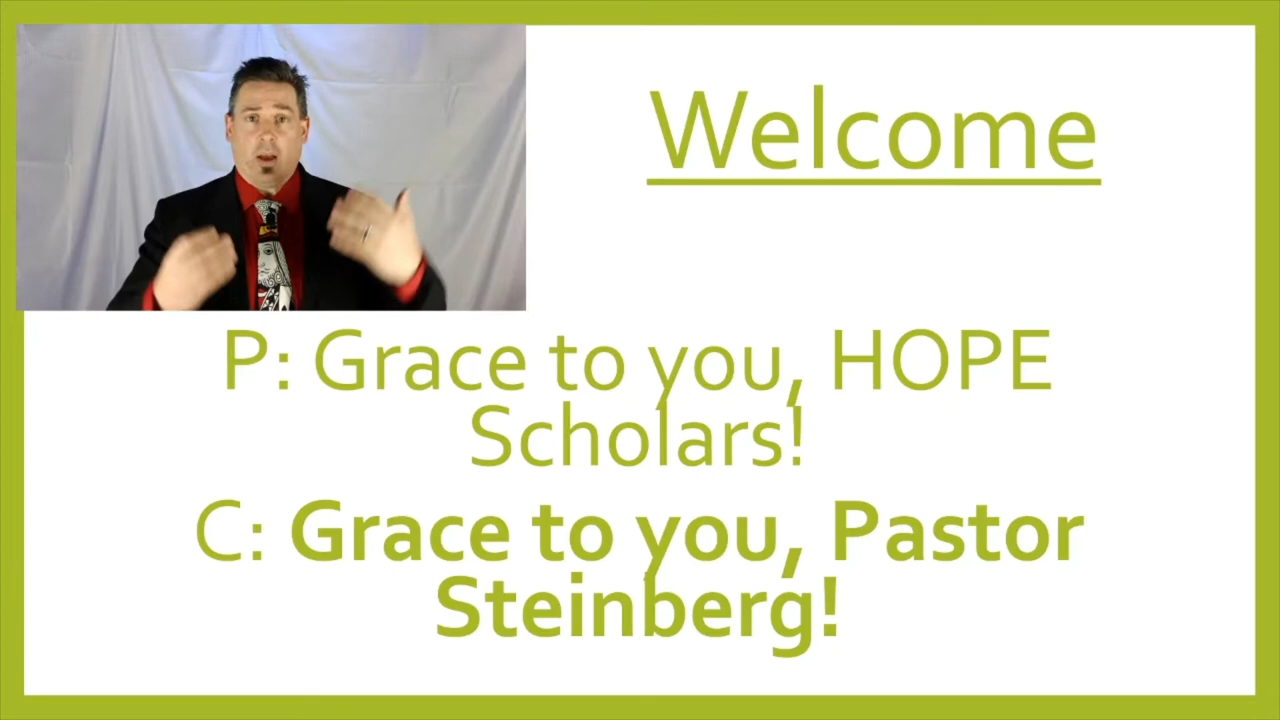 Welcome
P: Grace to you, HOPE
Scholars!
C: Grace to you, Pastor
Steinberg!